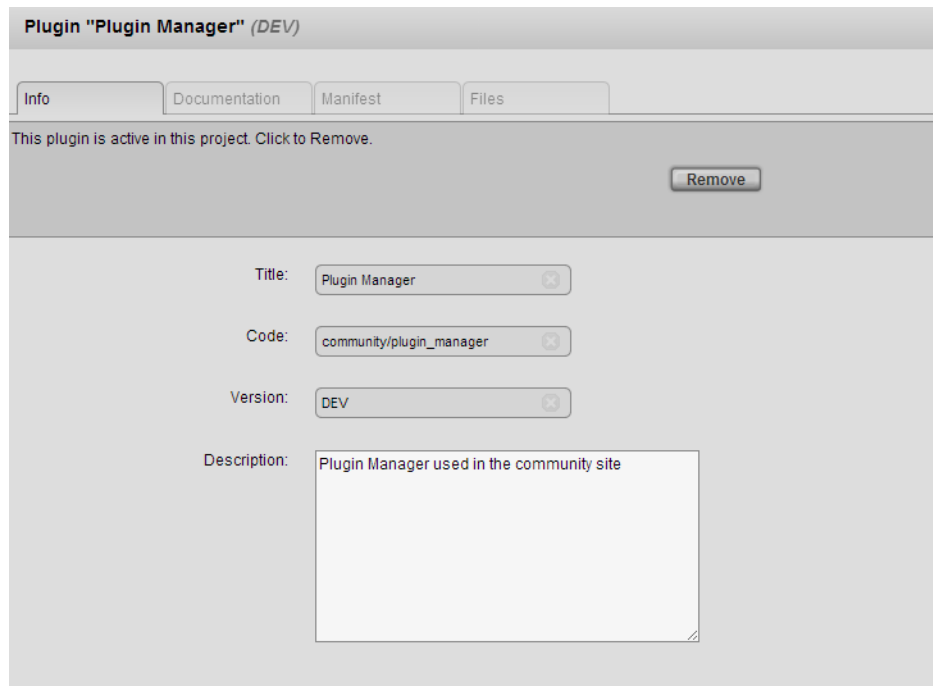 Plugin "Plugin Manager" (DEV)
Info Documentation Manifest Files
This plugin is active in this project. Click to Remove.
Remove
Title: Plugin Manager
Code: community/plugin_manager
Version: DEV
Description: Plugin Manager used in the community site